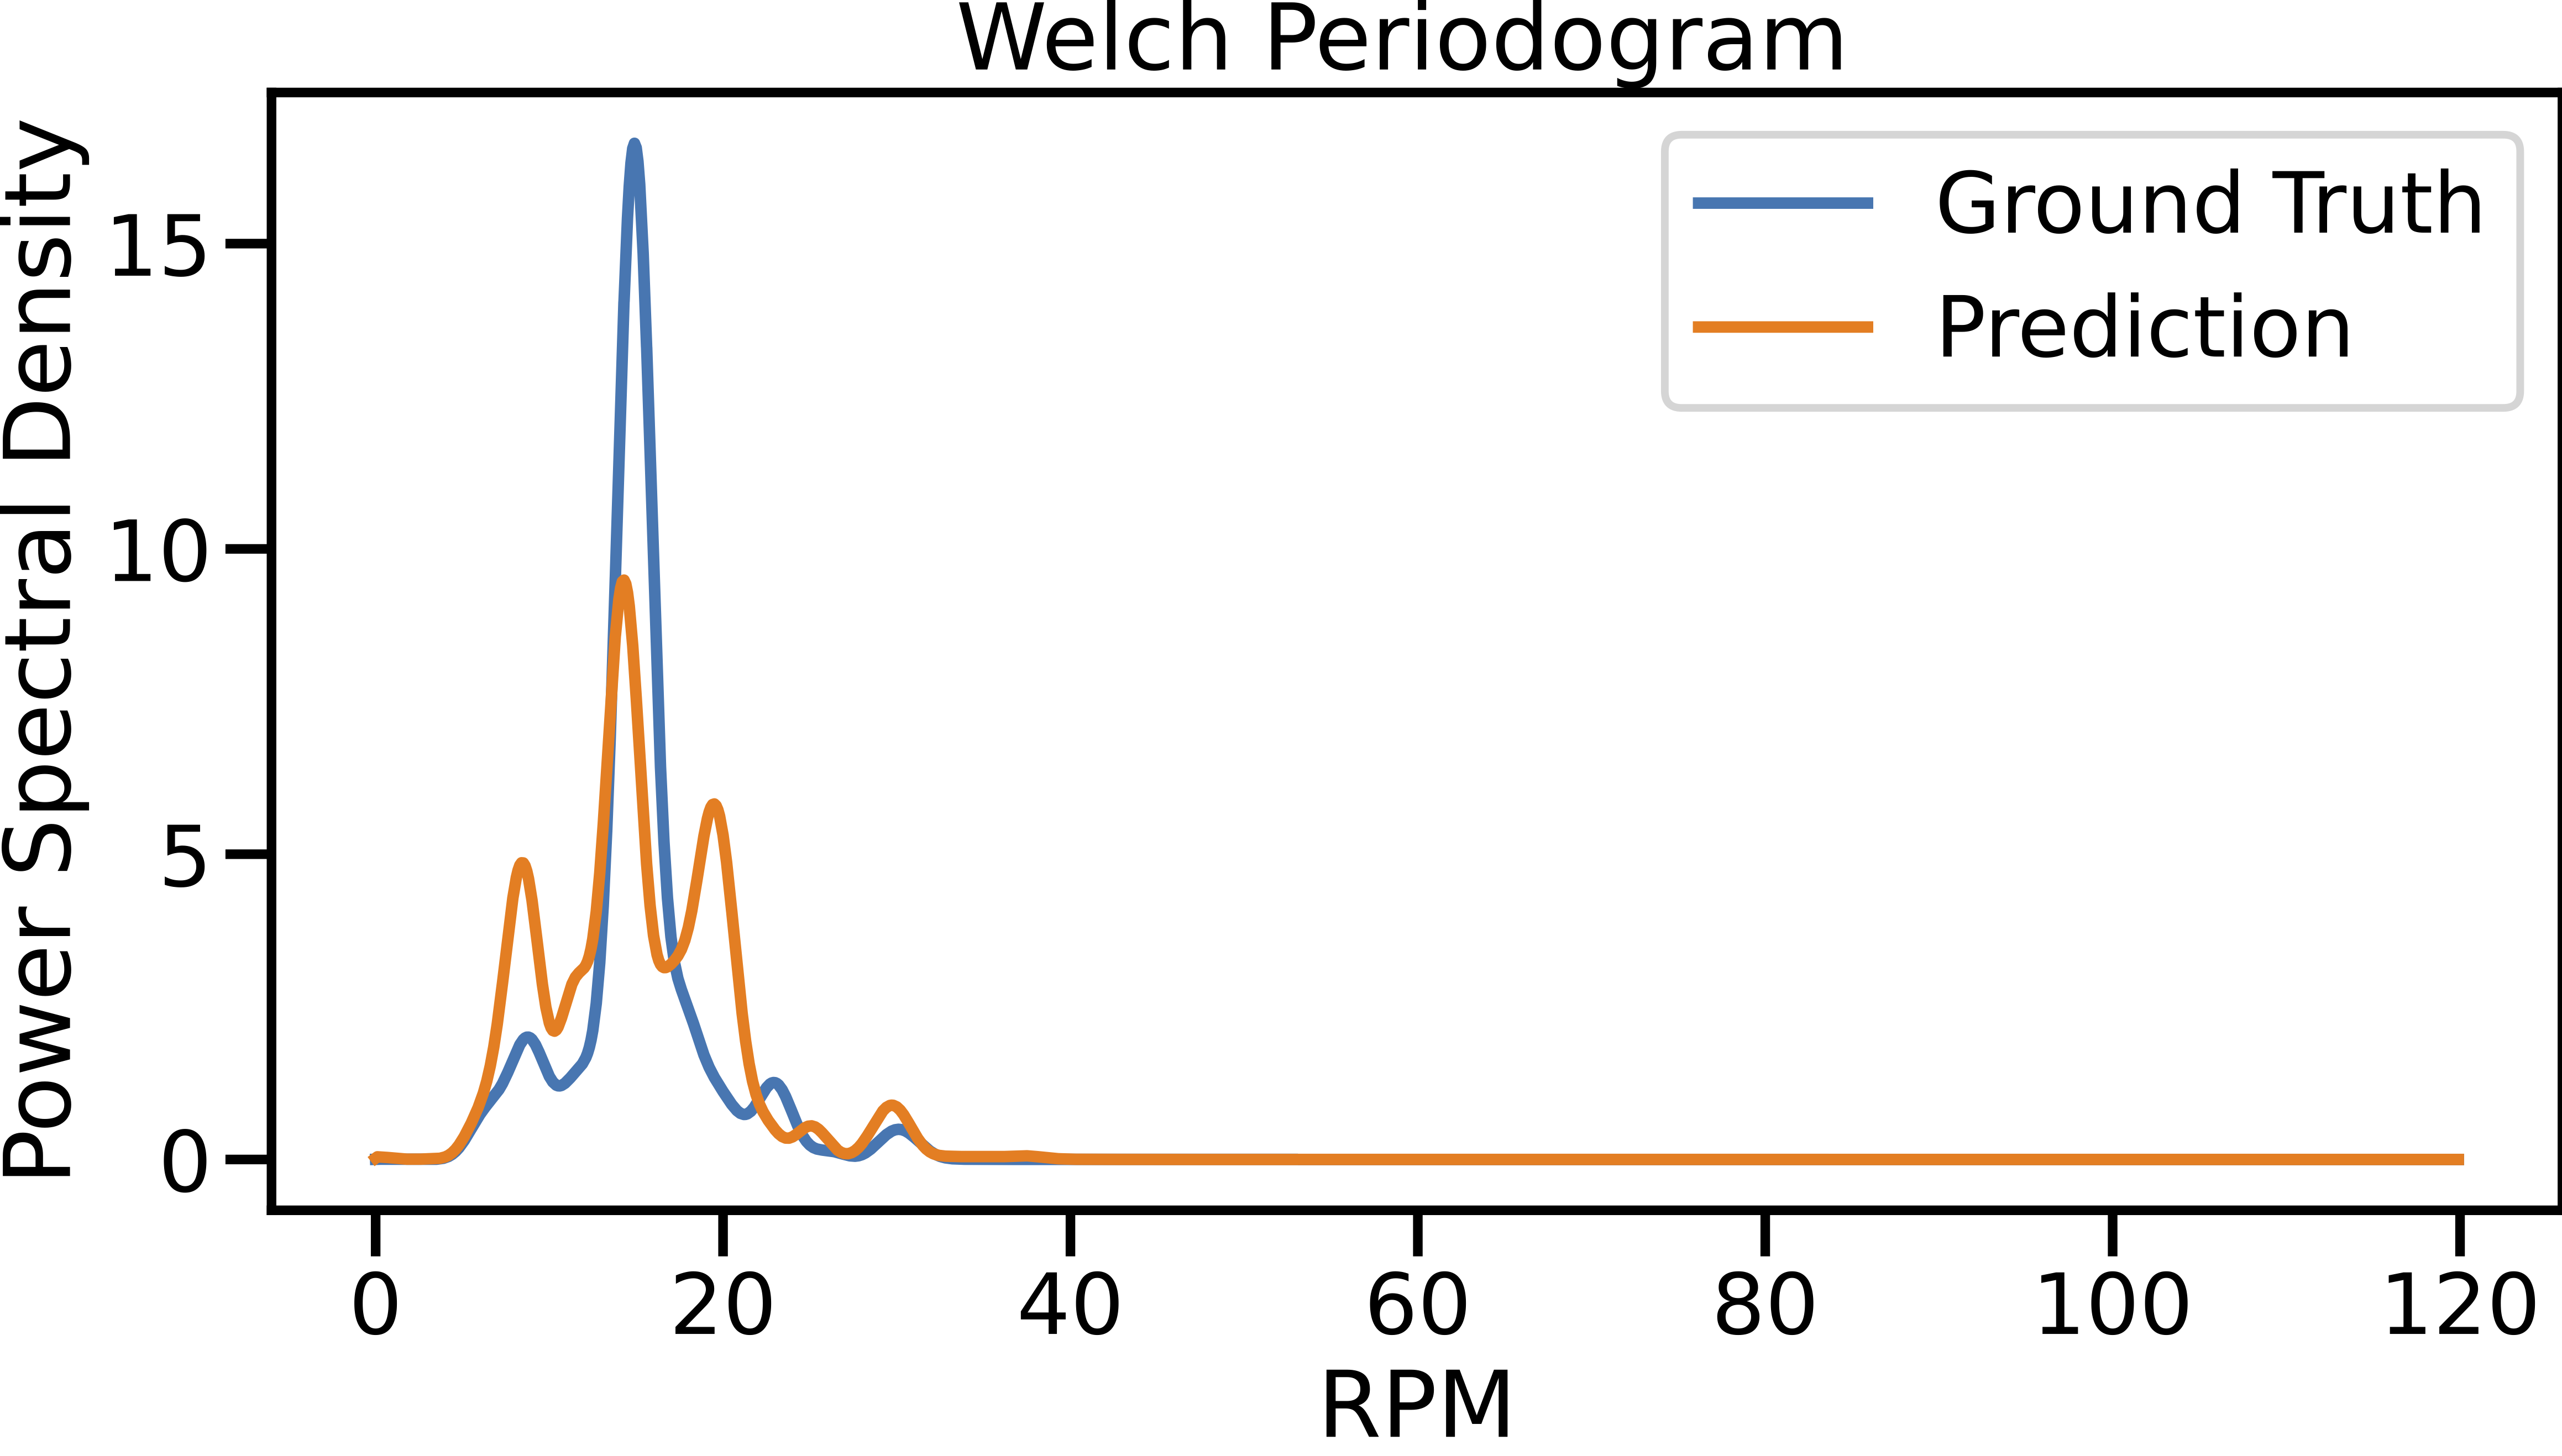 Welch Periodogram
Power Spectral Density
15
10
5
0
Ground Truth
Prediction
0 20 40 60 80 100 120
RPM